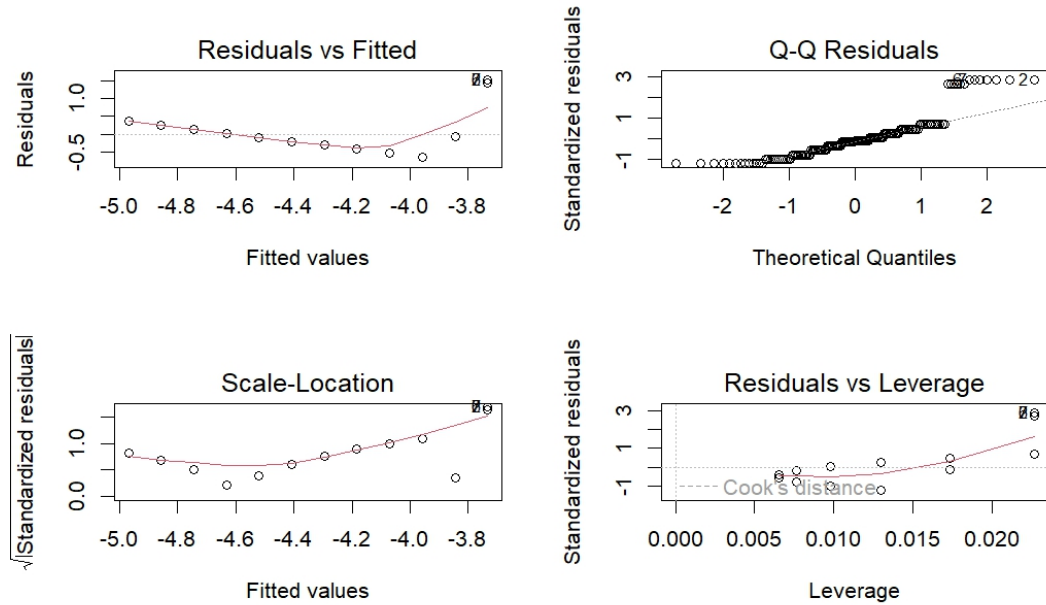 Residuals vs Fitted
Residuals
1.0
-0.5
-5.0 -4.8 -4.6 -4.4 -4.2 -4.0 -3.8
Fitted values
Q-Q Residuals
Standardized residuals
3
1
-1
2
-2 -1 0 1 2
Theoretical Quantiles
Scale-Location
√|Standardized residuals|
1.0
0.0
-5.0 -4.8 -4.6 -4.4 -4.2 -4.0 -3.8
Fitted values
Residuals vs Leverage
Standardized residuals
3
1
-1
Cook's distance
0.000 0.005 0.010 0.015 0.020
Leverage